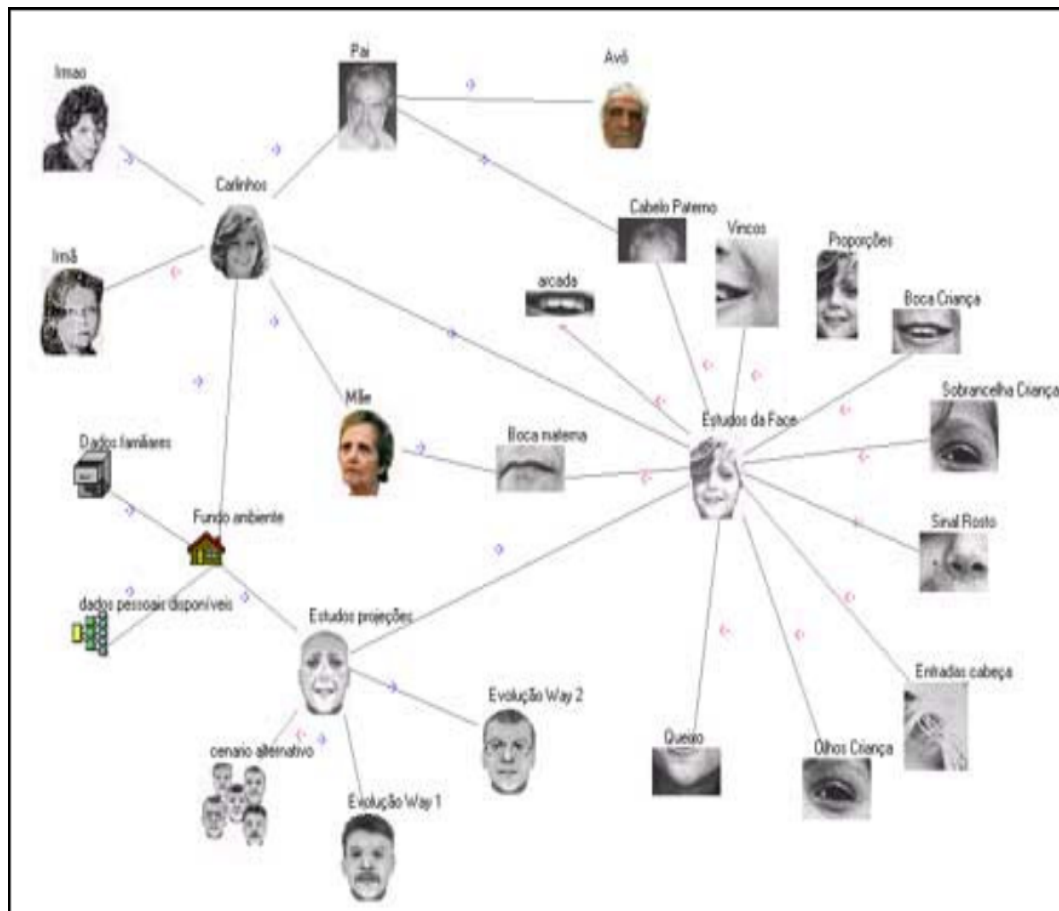 Pai
Avô
Irmao
Carlinhos
Cabelo Paterno
Vincos
Proporções
Irmã
arcada
Boca Criança
Mãe
Sobrancelha Criança
Estudos da Face
Boca materna
Dados familiares
Fundo ambiente
Sinal Rosto
dados pessoais disponíveis
Estudos projeções
Entradas cabeça
Evolução Way 2
Queixo
Olhos Criança
cenario alternativo
Evolução Way 1